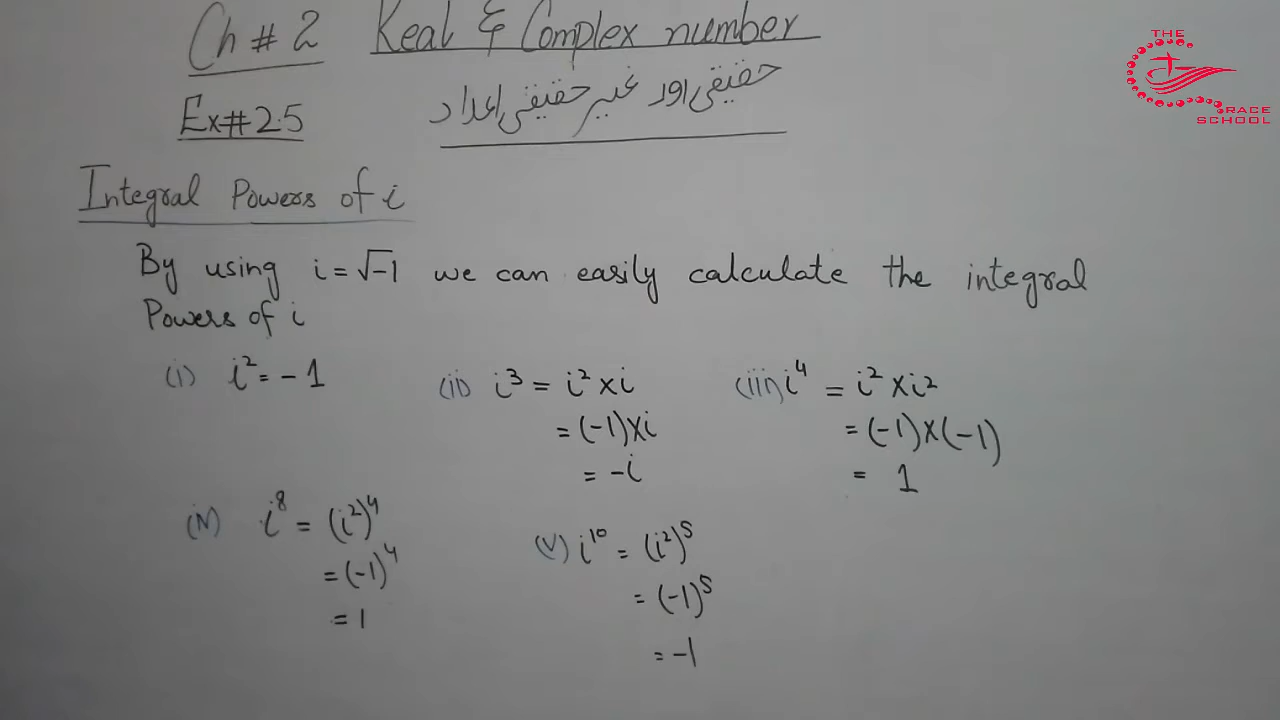 Ch # 2 Real & Complex number
حقیقی اور غیر حقیقی اعداد
Ex# 2.5
THE
GRACE
SCHOOL
Integral Powers of i
By using i = √-1 we can easily calculate the integral
Powers of i
(i) i² = - 1
(ii) i³ = i² × i
= (-1) × i
= -i
(iii) i⁴ = i² × i²
= (-1) × (-1)
= 1
(iv) i⁸ = (i²)⁴
= (-1)⁴
= 1
(v) i¹⁰ = (i²)⁵
= (-1)⁵
= -1